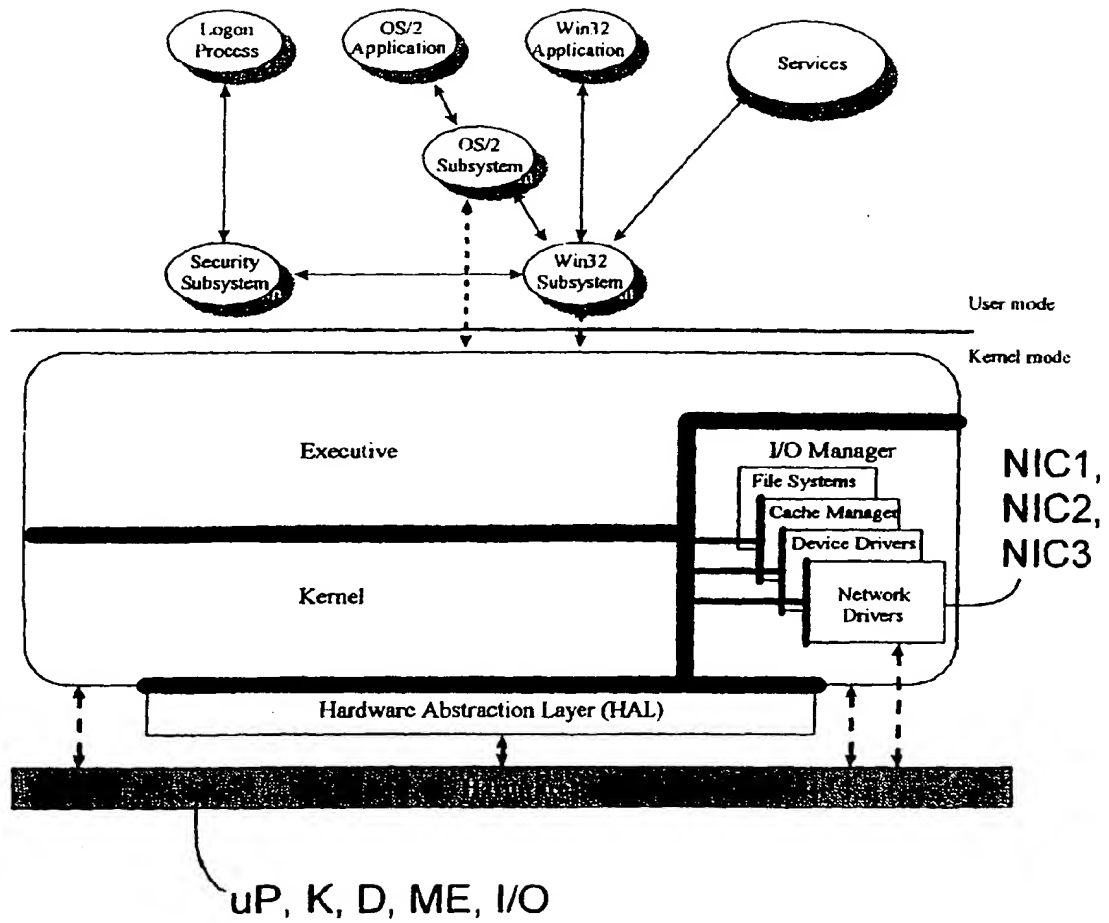 Logon
Process
OS/2
Application
Win32
Application
Services
OS/2
Subsystem
Security
Subsystem
Win32
Subsystem
User mode
Kernel mode
Executive
I/O Manager
File Systems
Cache Manager
Device Drivers
Network
Drivers
NIC1,
NIC2,
NIC3
Kernel
Hardware Abstraction Layer (HAL)
uP, K, D, ME, I/O